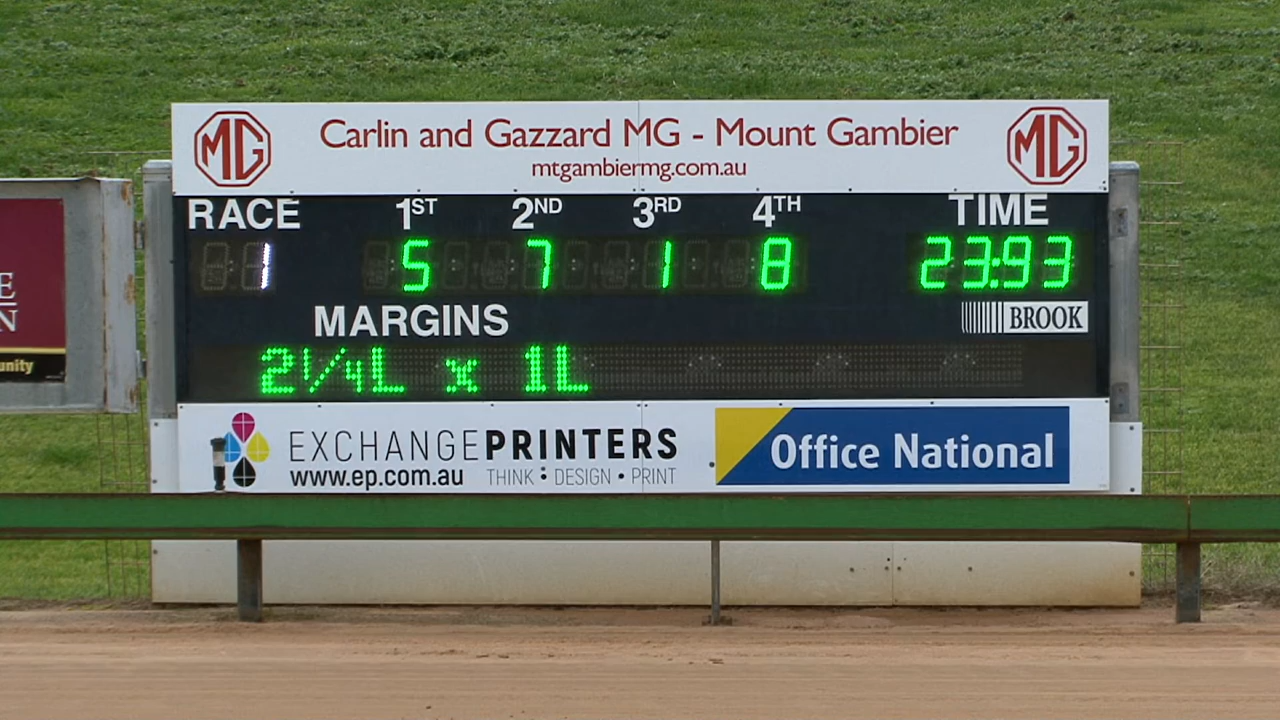 MG Carlin and Gazzard MG - Mount Gambier MG
mtgambiermg.com.au
RACE 1ST 2ND 3RD 4TH TIME
1 5 7 1 8 23:93
MARGINS BROOK
2¼L x 1L
EXCHANGEPRINTERS
www.ep.com.au THINK • DESIGN • PRINT
Office National
E
N
unity